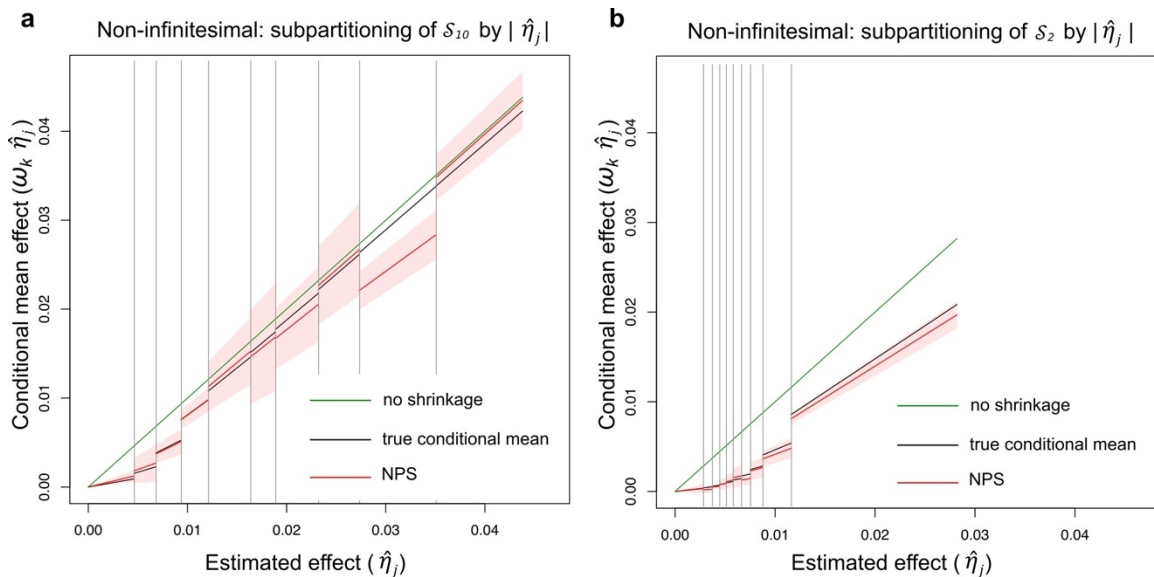 a
Non-infinitesimal: subpartitioning of 𝒮₁₀ by | η̂ⱼ |
Conditional mean effect (ωₖ η̂ⱼ)
0.04
0.03
0.02
0.01
0.00
no shrinkage
true conditional mean
NPS
0.00 0.01 0.02 0.03 0.04
Estimated effect ( η̂ⱼ)
b
Non-infinitesimal: subpartitioning of 𝒮₂ by | η̂ⱼ |
Conditional mean effect (ωₖ η̂ⱼ)
0.04
0.03
0.02
0.01
0.00
no shrinkage
true conditional mean
NPS
0.00 0.01 0.02 0.03 0.04
Estimated effect ( η̂ⱼ)